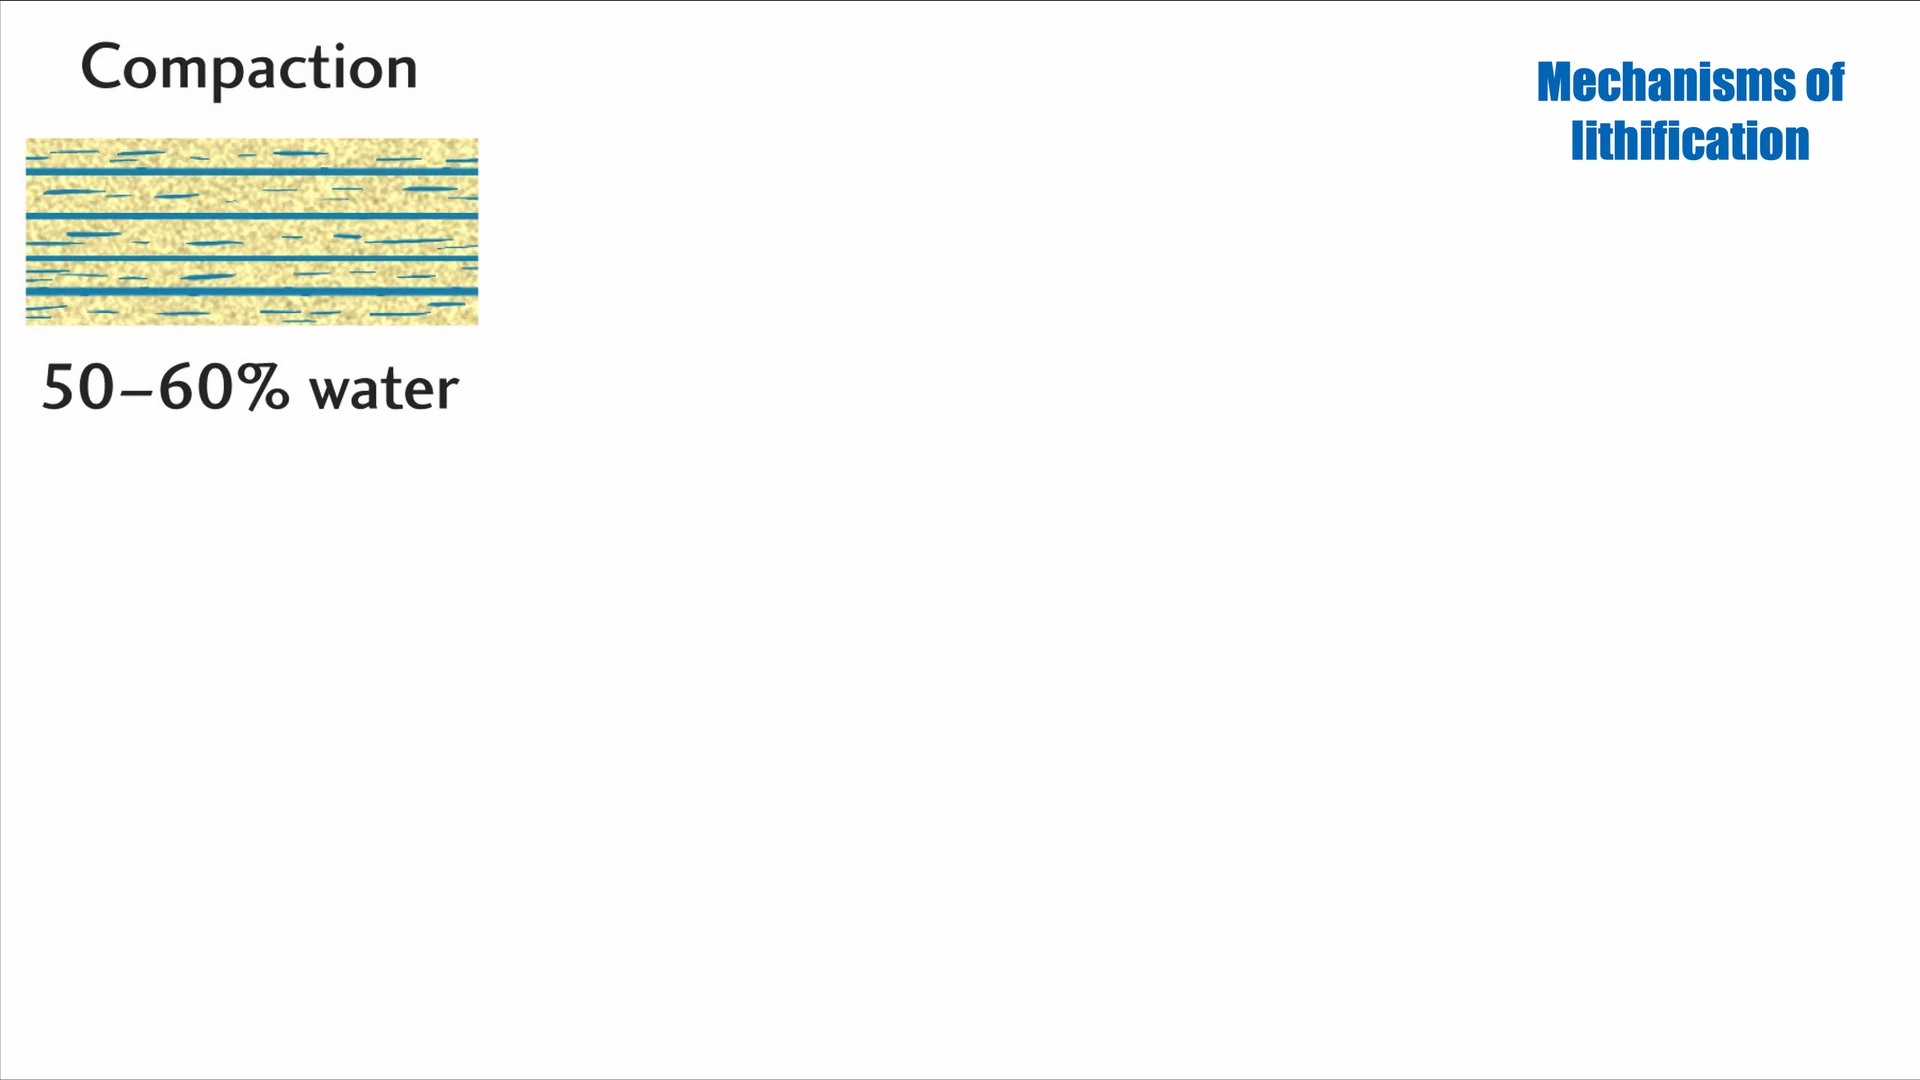 Compaction
Mechanisms of
lithification
50–60% water